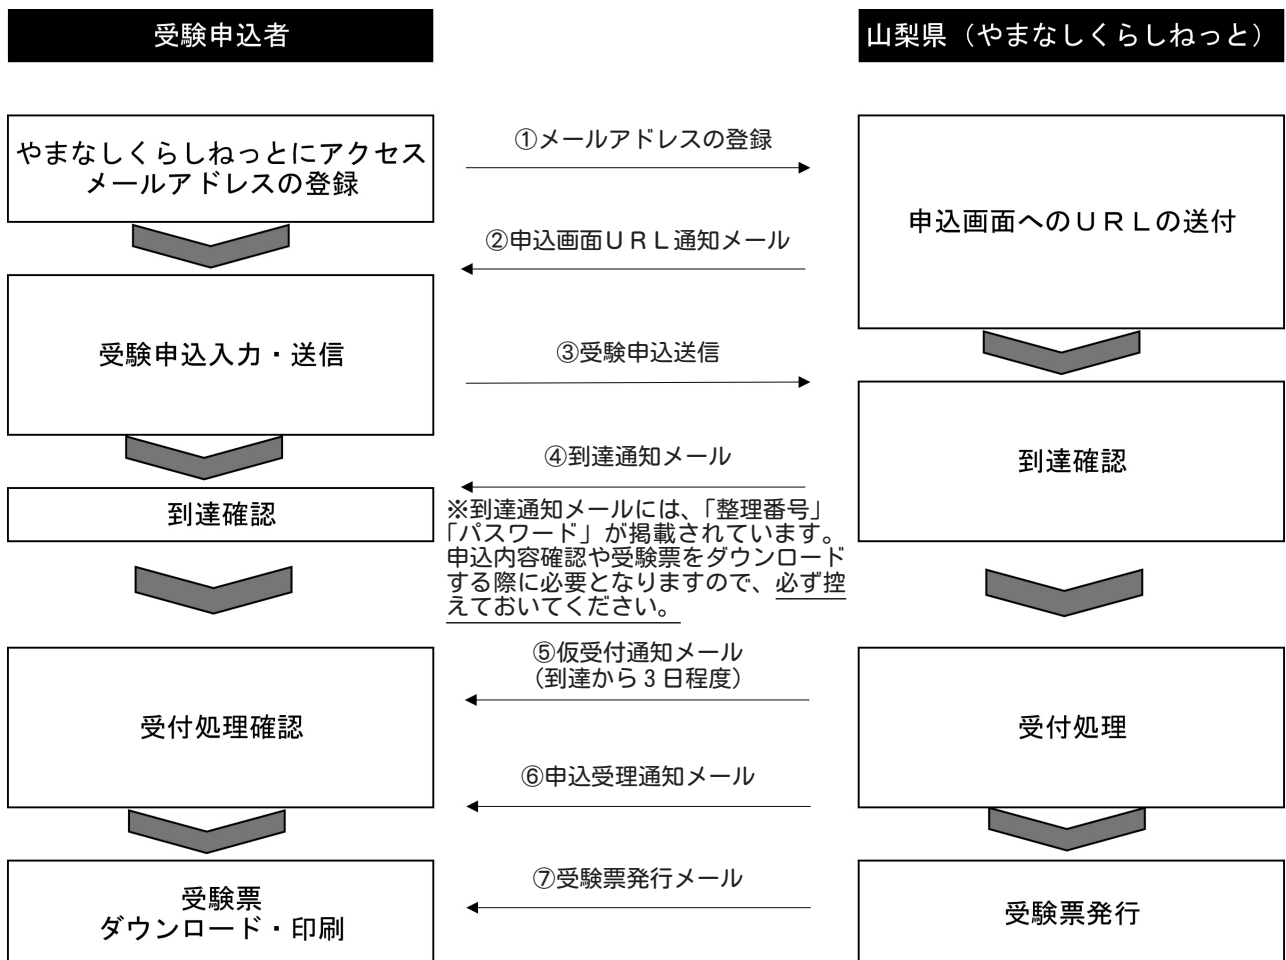 受験申込者
山梨県（やまなしくらしねっと）
やまなしくらしねっとにアクセス
メールアドレスの登録
①メールアドレスの登録
申込画面へのＵＲＬの送付
②申込画面ＵＲＬ通知メール
受験申込入力・送信
③受験申込送信
④到達通知メール
到達確認
到達確認
※到達通知メールには、「整理番号」
「パスワード」が掲載されています。
申込内容確認や受験票をダウンロード
する際に必要となりますので、必ず控
えておいてください。
⑤仮受付通知メール
（到達から３日程度）
受付処理確認
受付処理
⑥申込受理通知メール
⑦受験票発行メール
受験票
ダウンロード・印刷
受験票発行